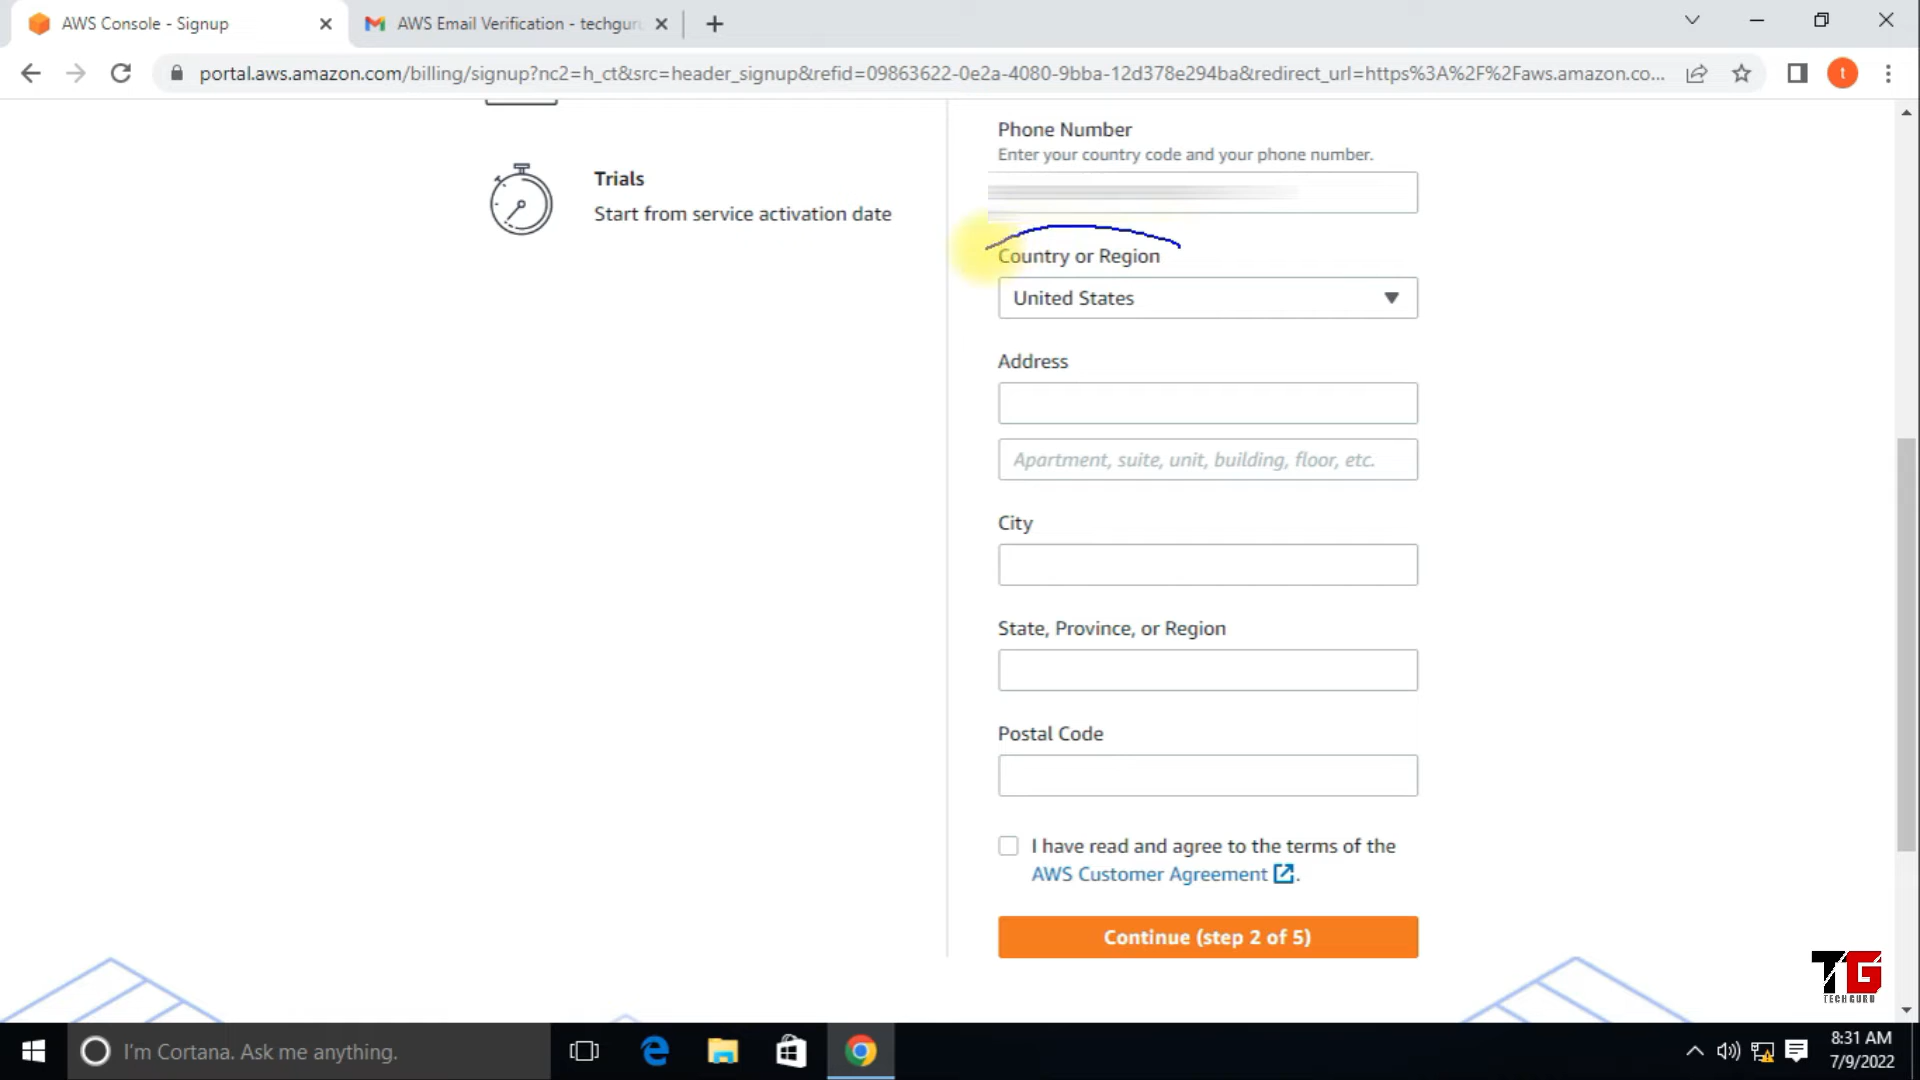 AWS Console - Signup
AWS Email Verification - techguru
portal.aws.amazon.com/billing/signup?nc2=h_ct&src=header_signup&refid=09863622-0e2a-4080-9bba-12d378e294ba&redirect_url=https%3A%2F%2Faws.amazon.co...
t
Phone Number
Enter your country code and your phone number.
Trials
Start from service activation date
Country or Region
United States
Address
Apartment, suite, unit, building, floor, etc.
City
State, Province, or Region
Postal Code
I have read and agree to the terms of the
AWS Customer Agreement.
Continue (step 2 of 5)
TG
TECH GURU
I'm Cortana. Ask me anything.
8:31 AM
7/9/2022